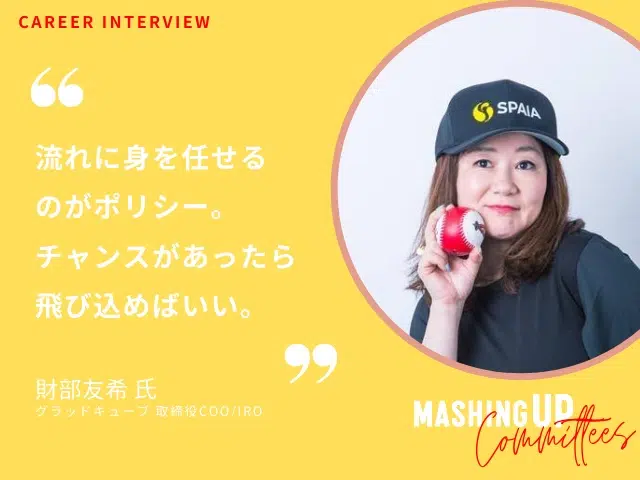 CAREER INTERVIEW
“
流れに身を任せる
のがポリシー。
チャンスがあったら
飛び込めばいい。
”
財部友希 氏
グラッドキューブ 取締役COO/IRO
SPAIA
MASHING UP
Committees